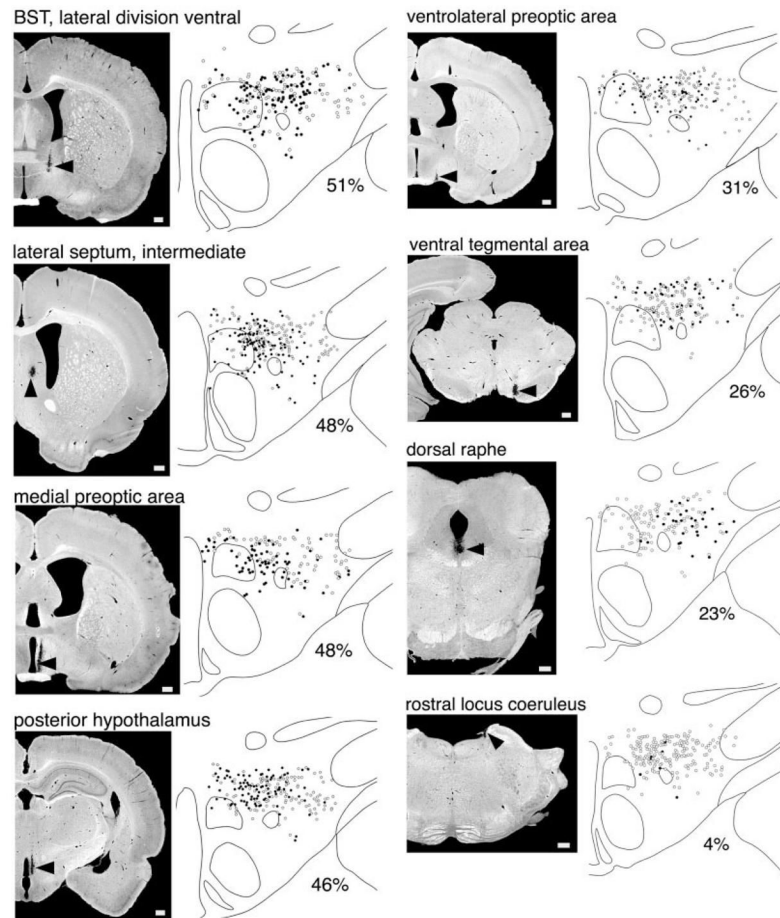 BST, lateral division ventral
51%
lateral septum, intermediate
48%
medial preoptic area
48%
posterior hypothalamus
46%
ventrolateral preoptic area
31%
ventral tegmental area
26%
dorsal raphe
23%
rostral locus coeruleus
4%